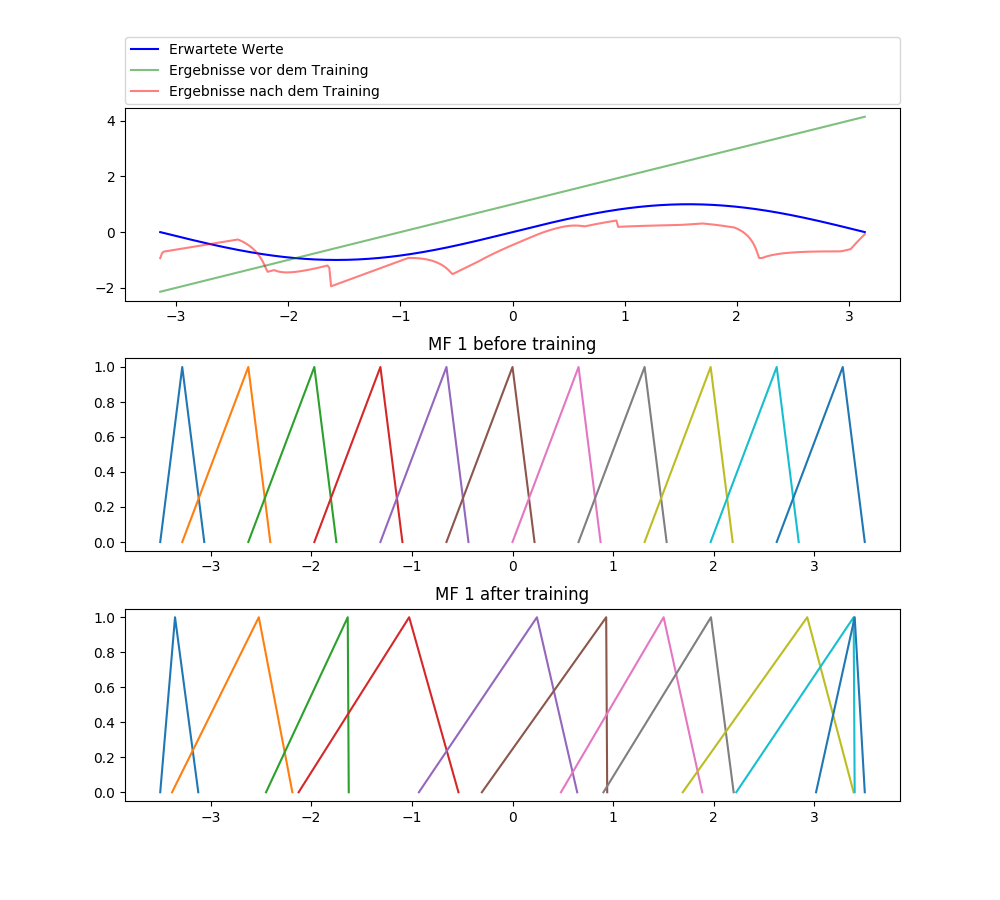 Erwartete Werte
Ergebnisse vor dem Training
Ergebnisse nach dem Training
4
2
0
−2
−3 −2 −1 0 1 2 3
MF 1 before training
1.0
0.8
0.6
0.4
0.2
0.0
−3 −2 −1 0 1 2 3
MF 1 after training
1.0
0.8
0.6
0.4
0.2
0.0
−3 −2 −1 0 1 2 3